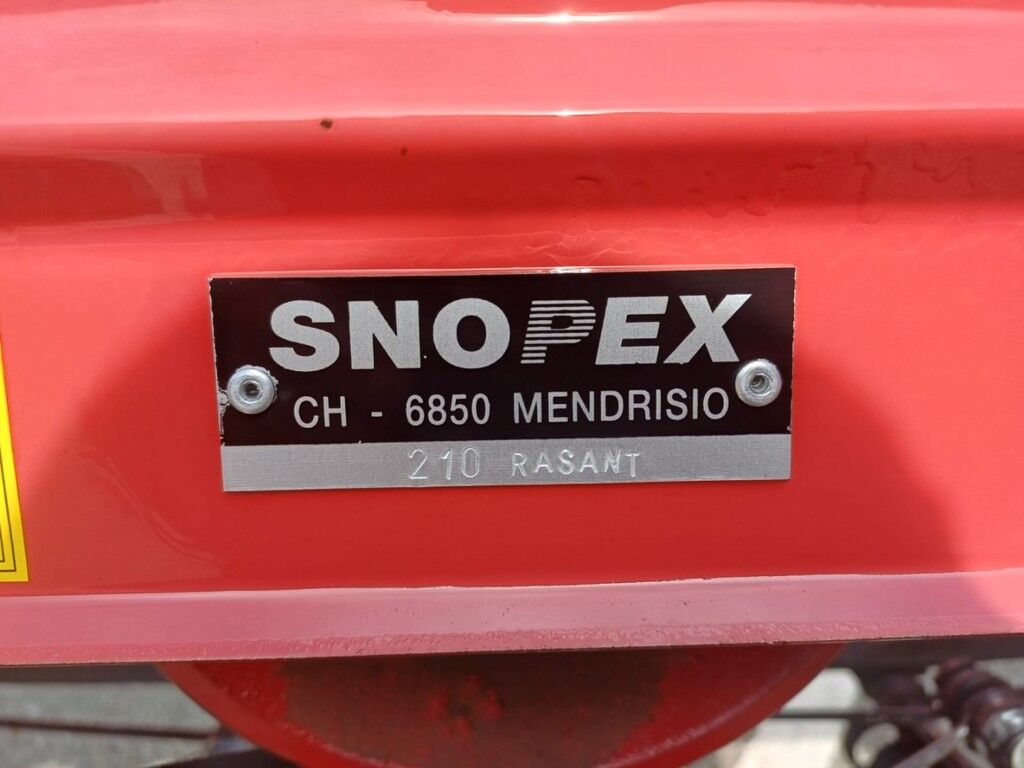 SNOPEX
CH - 6850 MENDRISIO
210 RASANT